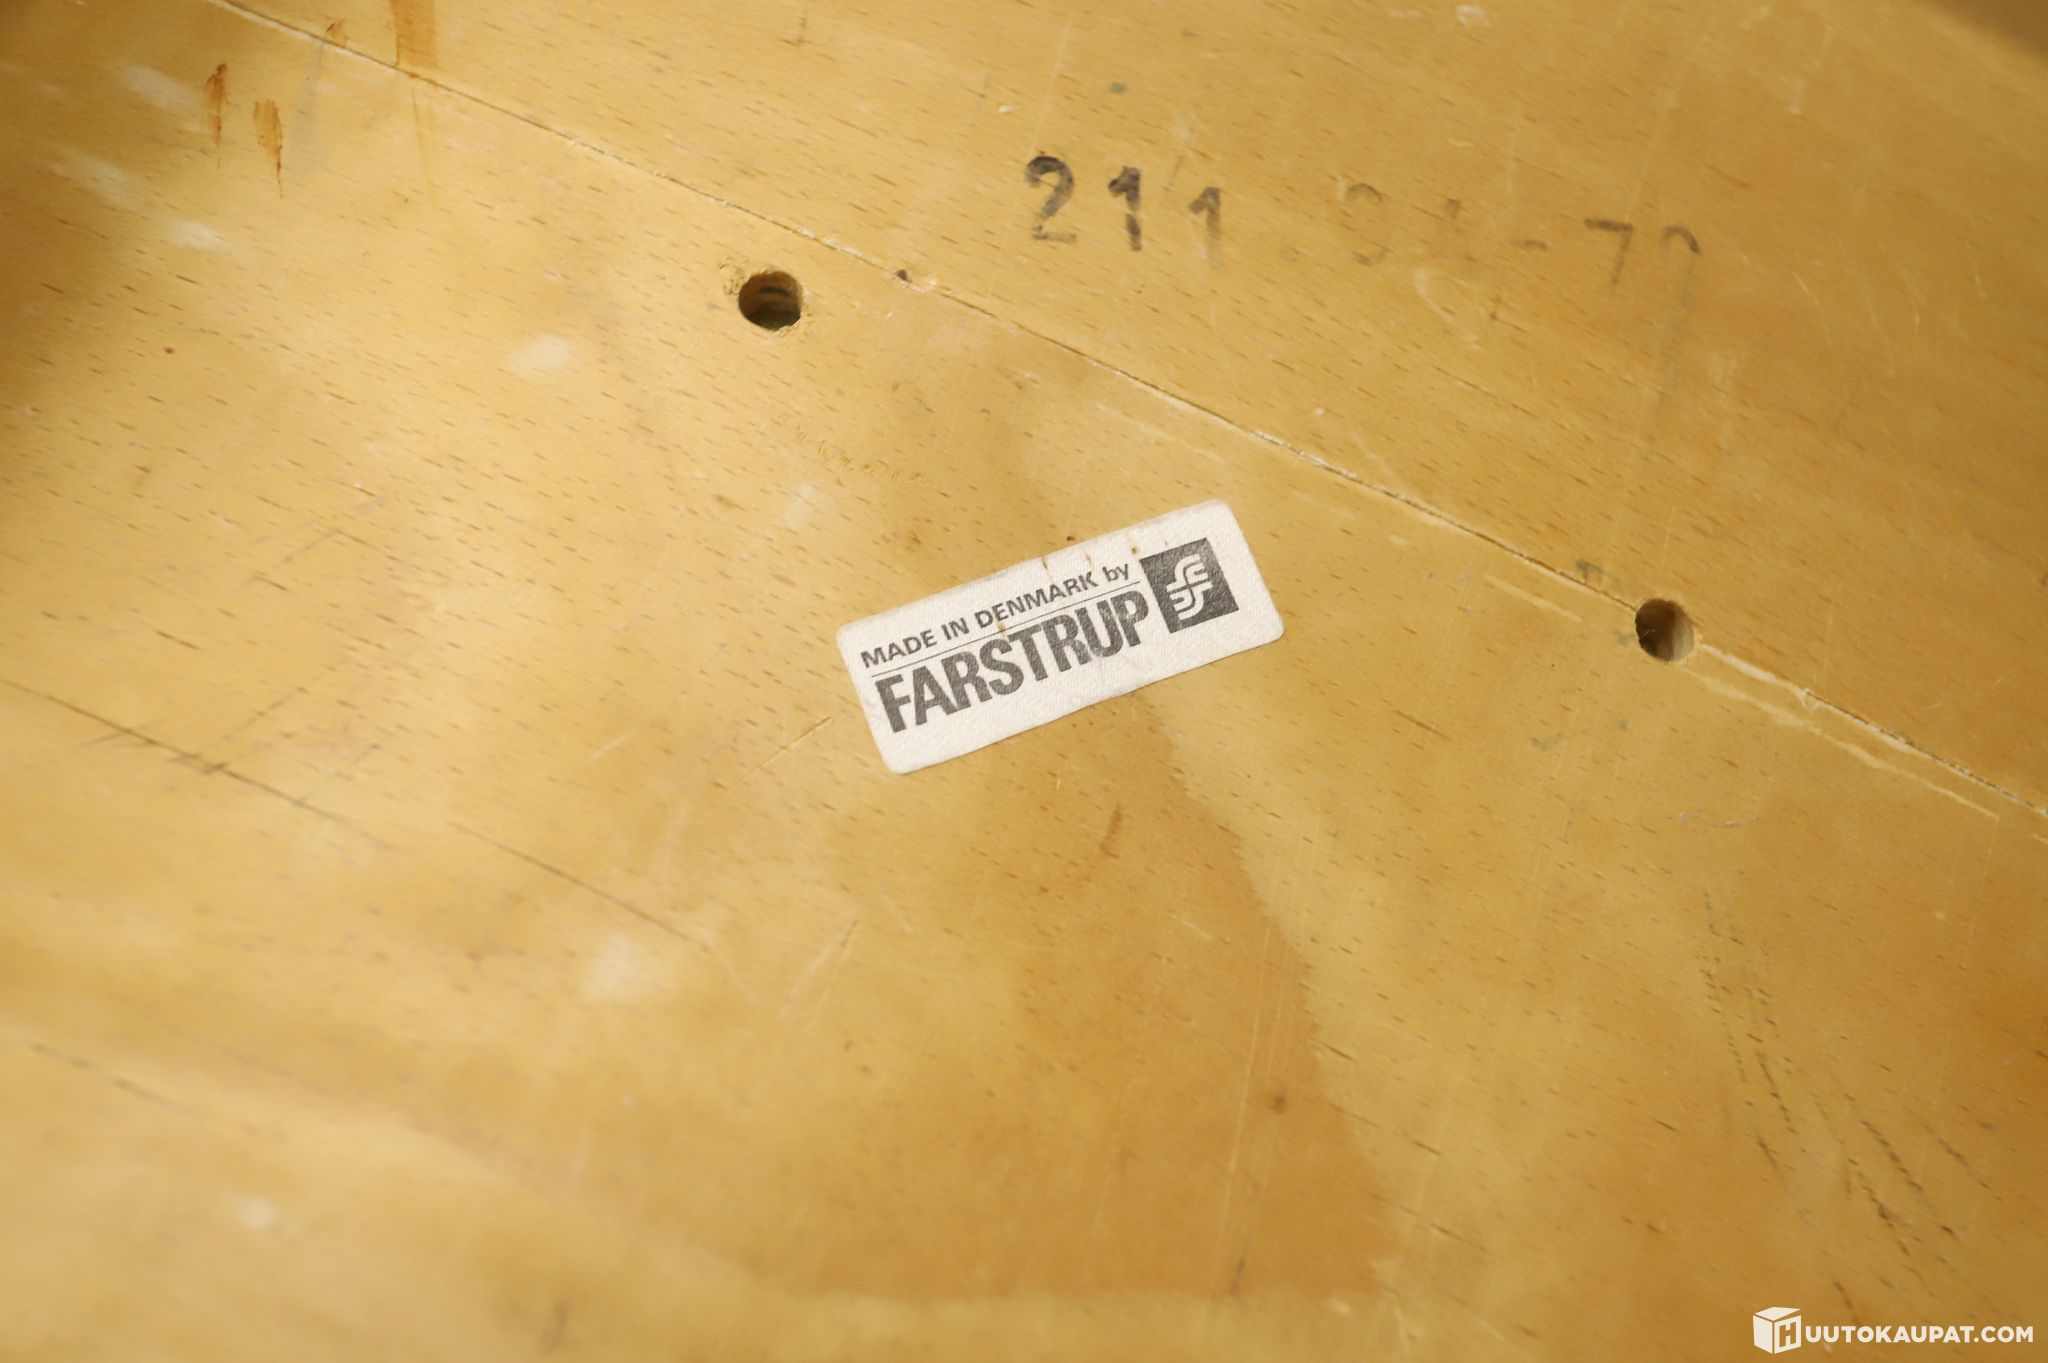 211
MADE IN DENMARK by
FARSTRUP
HUUTOKAUPAT.COM